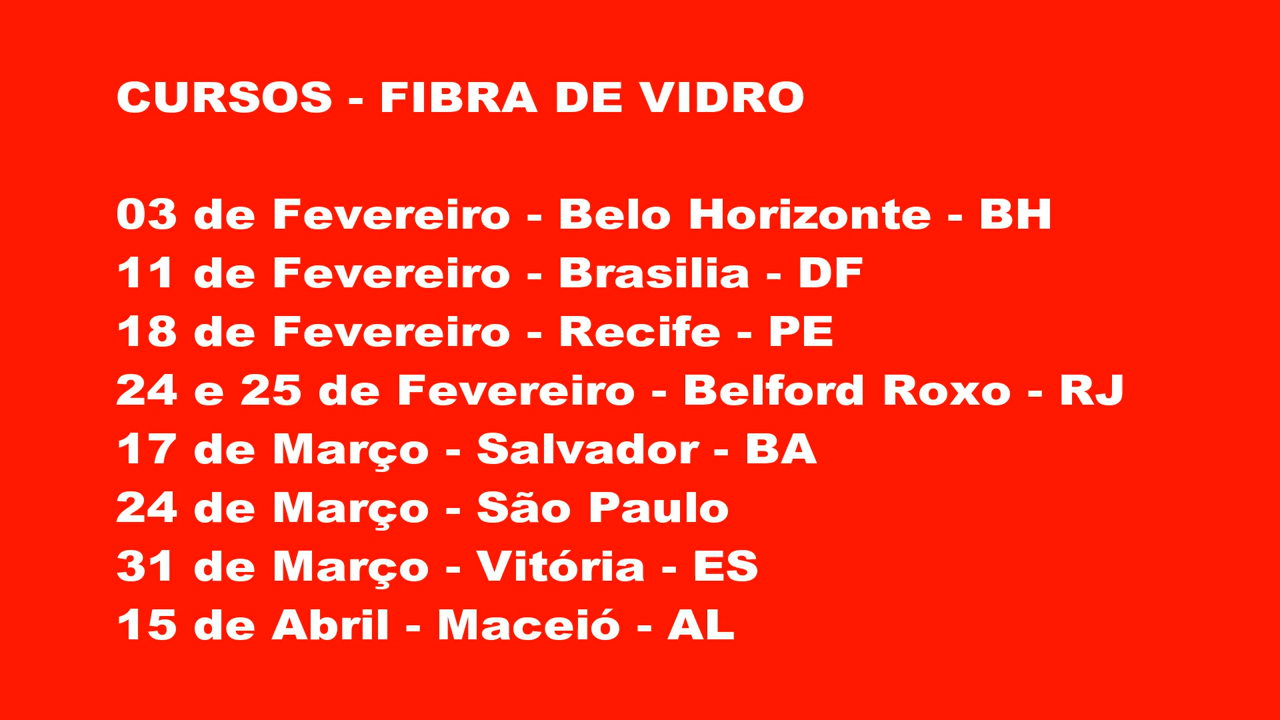 CURSOS - FIBRA DE VIDRO
03 de Fevereiro - Belo Horizonte - BH
11 de Fevereiro - Brasilia - DF
18 de Fevereiro - Recife - PE
24 e 25 de Fevereiro - Belford Roxo - RJ
17 de Março - Salvador - BA
24 de Março - São Paulo
31 de Março - Vitória - ES
15 de Abril - Maceió - AL